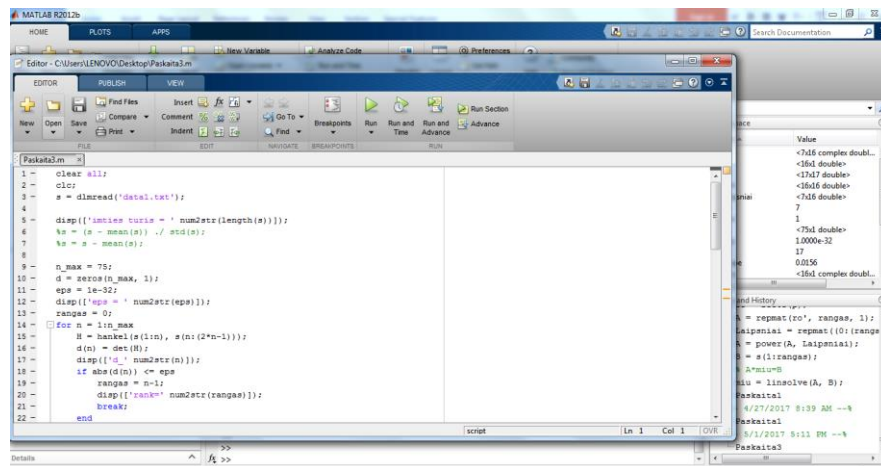 MATLAB R2012b
HOME PLOTS APPS
Search Documentation
New Variable Analyze Code Preferences
Editor - C:\Users\LENOVO\Desktop\Paskaita3.m
EDITOR PUBLISH VIEW
New Open Save Find Files Compare Print Insert Comment Indent fx Go To Find Breakpoints Run Run and Time Run and Advance Run Section Advance
FILE EDIT NAVIGATE BREAKPOINTS RUN
Paskaita3.m ×
1 - clear all;
2 - clc;
3 - s = dlmread('data1.txt');
4
5 - disp(['imties turis = ' num2str(length(s))]);
6 %s = (s - mean(s)) ./ std(s);
7 %s = s - mean(s);
8
9 - n_max = 75;
10 - d = zeros(n_max, 1);
11 - eps = 1e-32;
12 - disp(['eps = ' num2str(eps)]);
13 - rangas = 0;
14 - for n = 1:n_max
15 - H = hankel(s(1:n), s(n:(2*n-1)));
16 - d(n) = det(H);
17 - disp(['d_' num2str(n)]);
18 - if abs(d(n)) <= eps
19 - rangas = n-1;
20 - disp(['rank=' num2str(rangas)]);
21 - break;
22 - end
script Ln 1 Col 1 OVR
Details
>>
fx >>
ace
Value
<7x16 complex doubl...
<16x1 double>
<17x17 double>
<16x16 double>
sniai <7x16 double>
7
1
<75x1 double>
1.0000e-32
17
e 0.0156
<16x1 complex doubl...
and History
A = repmat(ro', rangas, 1);
Laipsniai = repmat((0:(range
A = power(A, Laipsniai);
B = s(1:rangas);
% A*miu=B
miu = linsolve(A, B);
Paskaita1
4/27/2017 8:39 AM --%
Paskaita1
5/1/2017 5:11 PM --%
Paskaita3